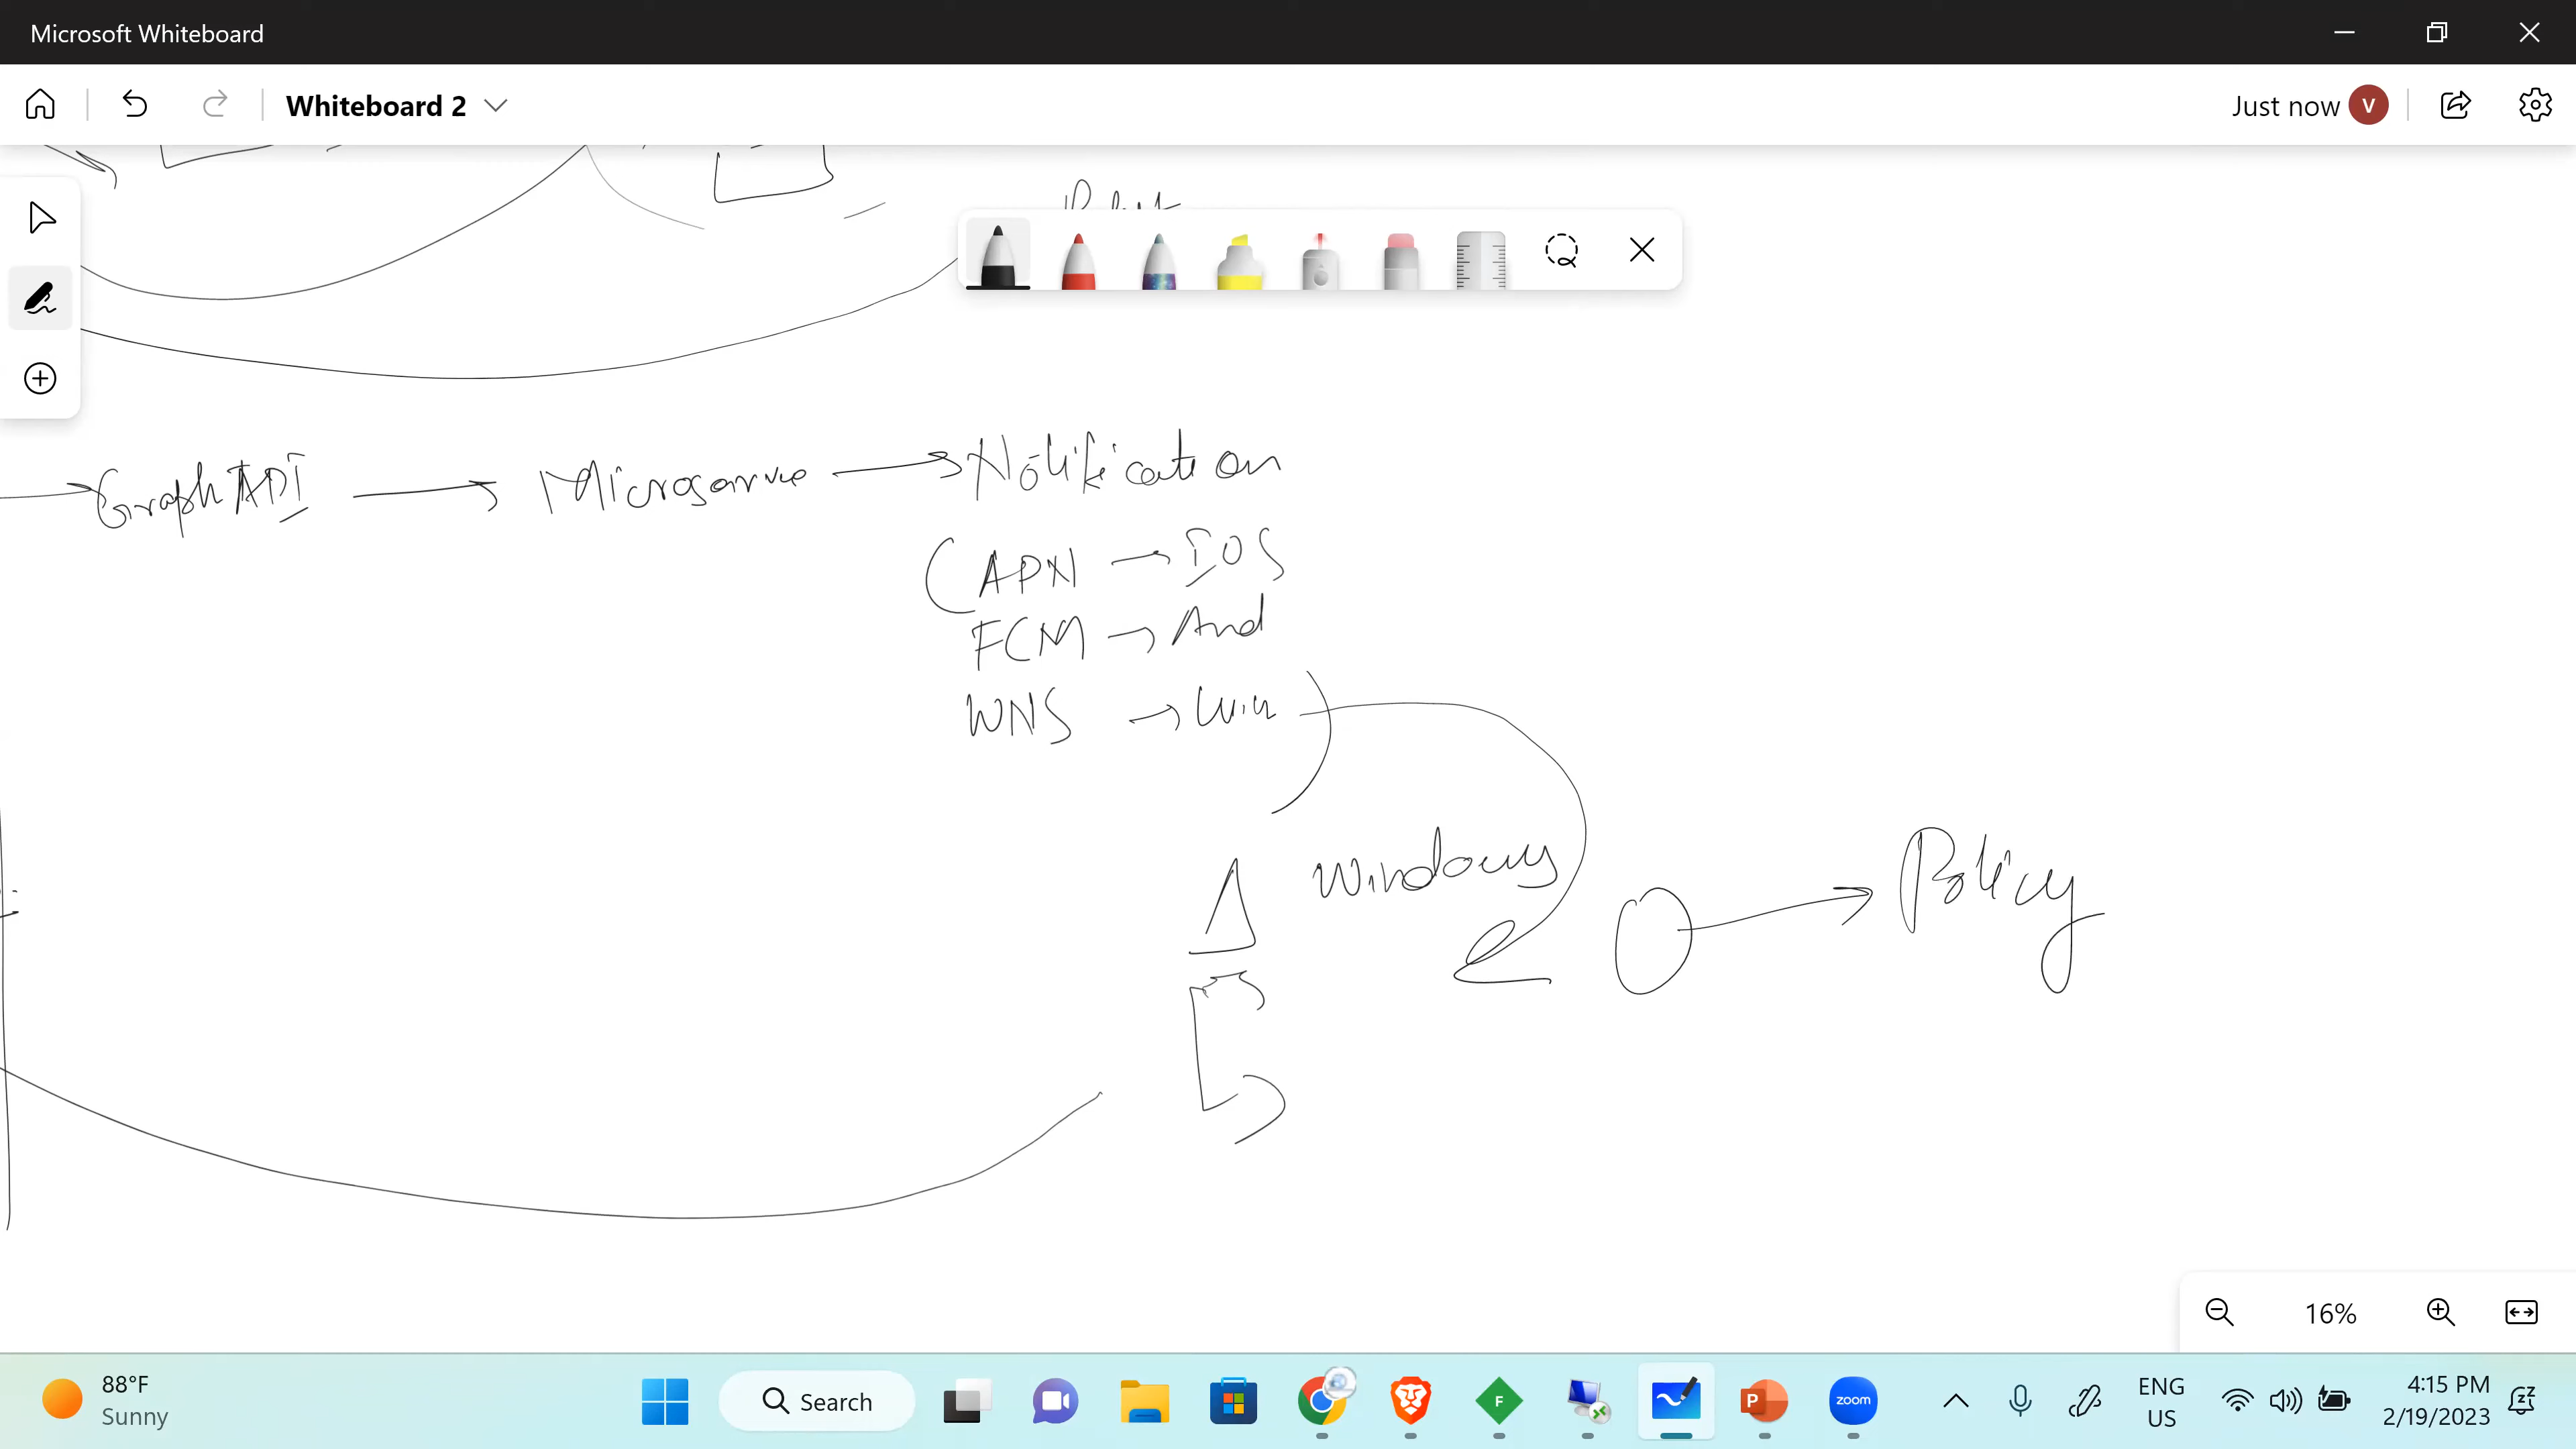 Microsoft Whiteboard
Whiteboard 2
Just now V
Graph API → Microservice → Notification
(APN → IOS
FCM → And
WNS → Win )
Windows
Policy
16%
88°F
Sunny
Search
F
P
zoom
ENG
US
4:15 PM
2/19/2023